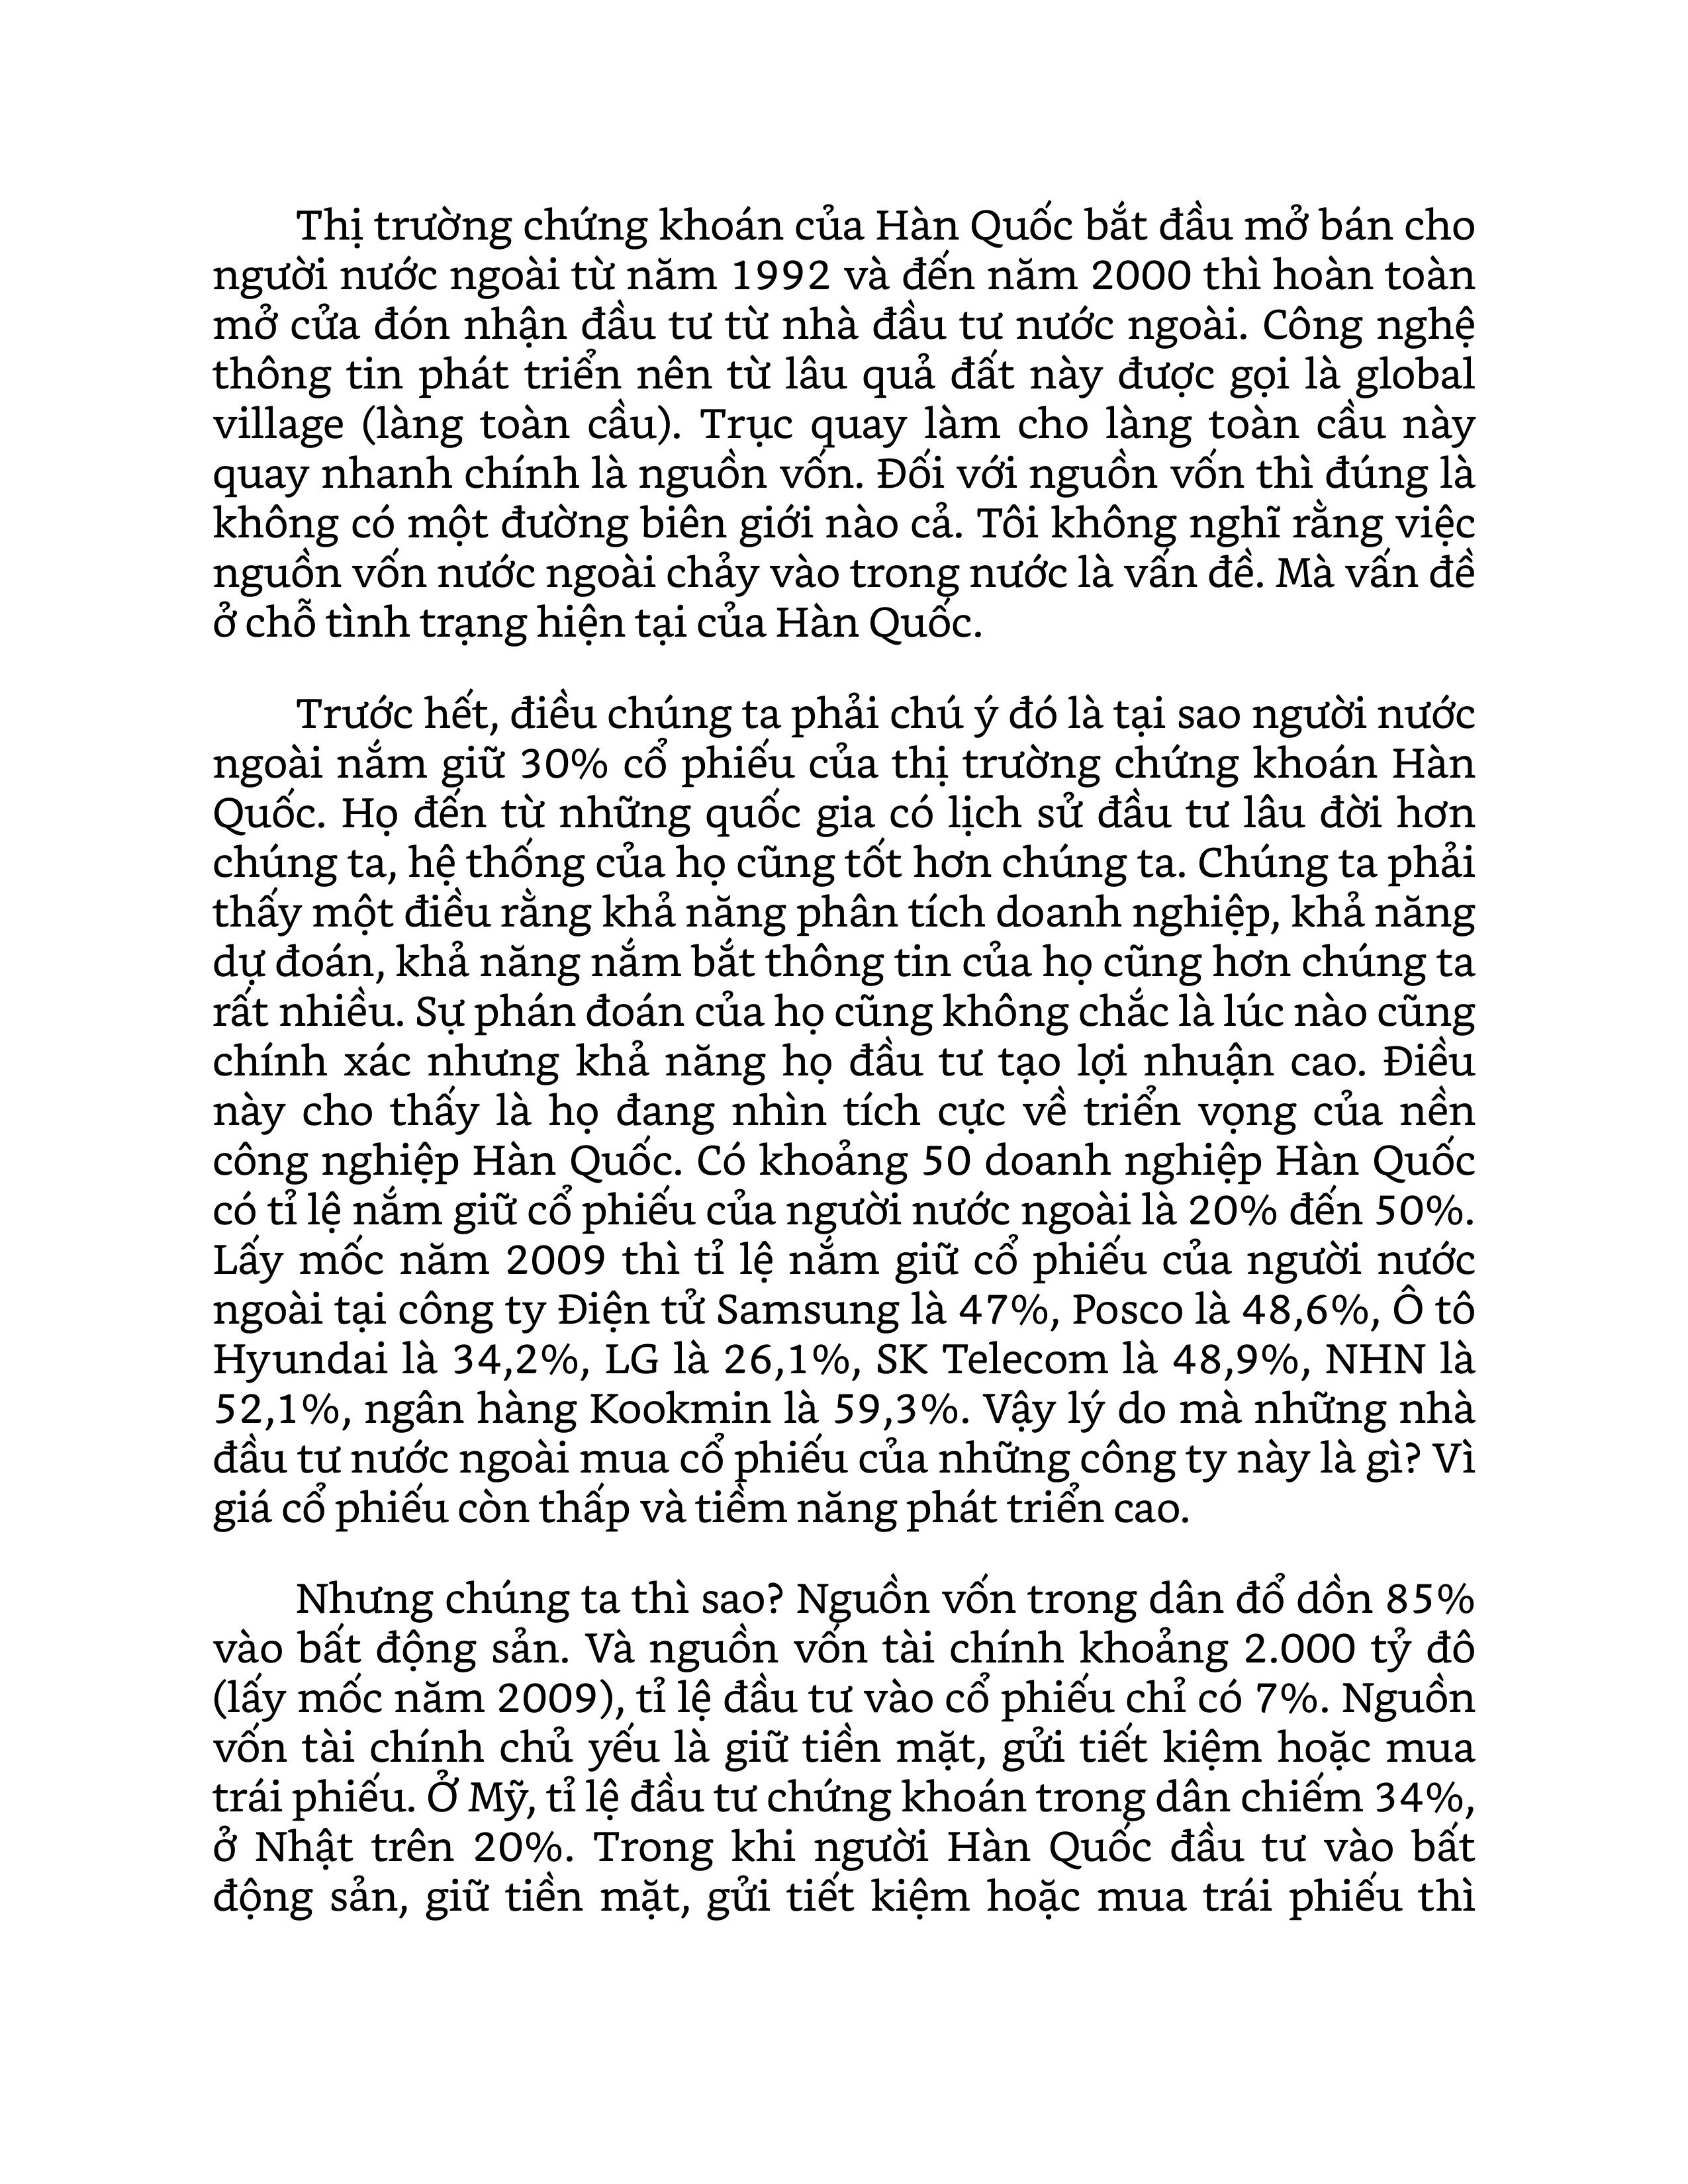 Thị trường chứng khoán của Hàn Quốc bắt đầu mở bán cho
người nước ngoài từ năm 1992 và đến năm 2000 thì hoàn toàn
mở cửa đón nhận đầu tư từ nhà đầu tư nước ngoài. Công nghệ
thông tin phát triển nên từ lâu quả đất này được gọi là global
village (làng toàn cầu). Trục quay làm cho làng toàn cầu này
quay nhanh chính là nguồn vốn. Đối với nguồn vốn thì đúng là
không có một đường biên giới nào cả. Tôi không nghĩ rằng việc
nguồn vốn nước ngoài chảy vào trong nước là vấn đề. Mà vấn đề
ở chỗ tình trạng hiện tại của Hàn Quốc.
Trước hết, điều chúng ta phải chú ý đó là tại sao người nước
ngoài nắm giữ 30% cổ phiếu của thị trường chứng khoán Hàn
Quốc. Họ đến từ những quốc gia có lịch sử đầu tư lâu đời hơn
chúng ta, hệ thống của họ cũng tốt hơn chúng ta. Chúng ta phải
thấy một điều rằng khả năng phân tích doanh nghiệp, khả năng
dự đoán, khả năng nắm bắt thông tin của họ cũng hơn chúng ta
rất nhiều. Sự phán đoán của họ cũng không chắc là lúc nào cũng
chính xác nhưng khả năng họ đầu tư tạo lợi nhuận cao. Điều
này cho thấy là họ đang nhìn tích cực về triển vọng của nền
công nghiệp Hàn Quốc. Có khoảng 50 doanh nghiệp Hàn Quốc
có tỉ lệ nắm giữ cổ phiếu của người nước ngoài là 20% đến 50%.
Lấy mốc năm 2009 thì tỉ lệ nắm giữ cổ phiếu của người nước
ngoài tại công ty Điện tử Samsung là 47%, Posco là 48,6%, Ô tô
Hyundai là 34,2%, LG là 26,1%, SK Telecom là 48,9%, NHN là
52,1%, ngân hàng Kookmin là 59,3%. Vậy lý do mà những nhà
đầu tư nước ngoài mua cổ phiếu của những công ty này là gì? Vì
giá cổ phiếu còn thấp và tiềm năng phát triển cao.
Nhưng chúng ta thì sao? Nguồn vốn trong dân đổ dồn 85%
vào bất động sản. Và nguồn vốn tài chính khoảng 2.000 tỷ đô
(lấy mốc năm 2009), tỉ lệ đầu tư vào cổ phiếu chỉ có 7%. Nguồn
vốn tài chính chủ yếu là giữ tiền mặt, gửi tiết kiệm hoặc mua
trái phiếu. Ở Mỹ, tỉ lệ đầu tư chứng khoán trong dân chiếm 34%,
ở Nhật trên 20%. Trong khi người Hàn Quốc đầu tư vào bất
động sản, giữ tiền mặt, gửi tiết kiệm hoặc mua trái phiếu thì